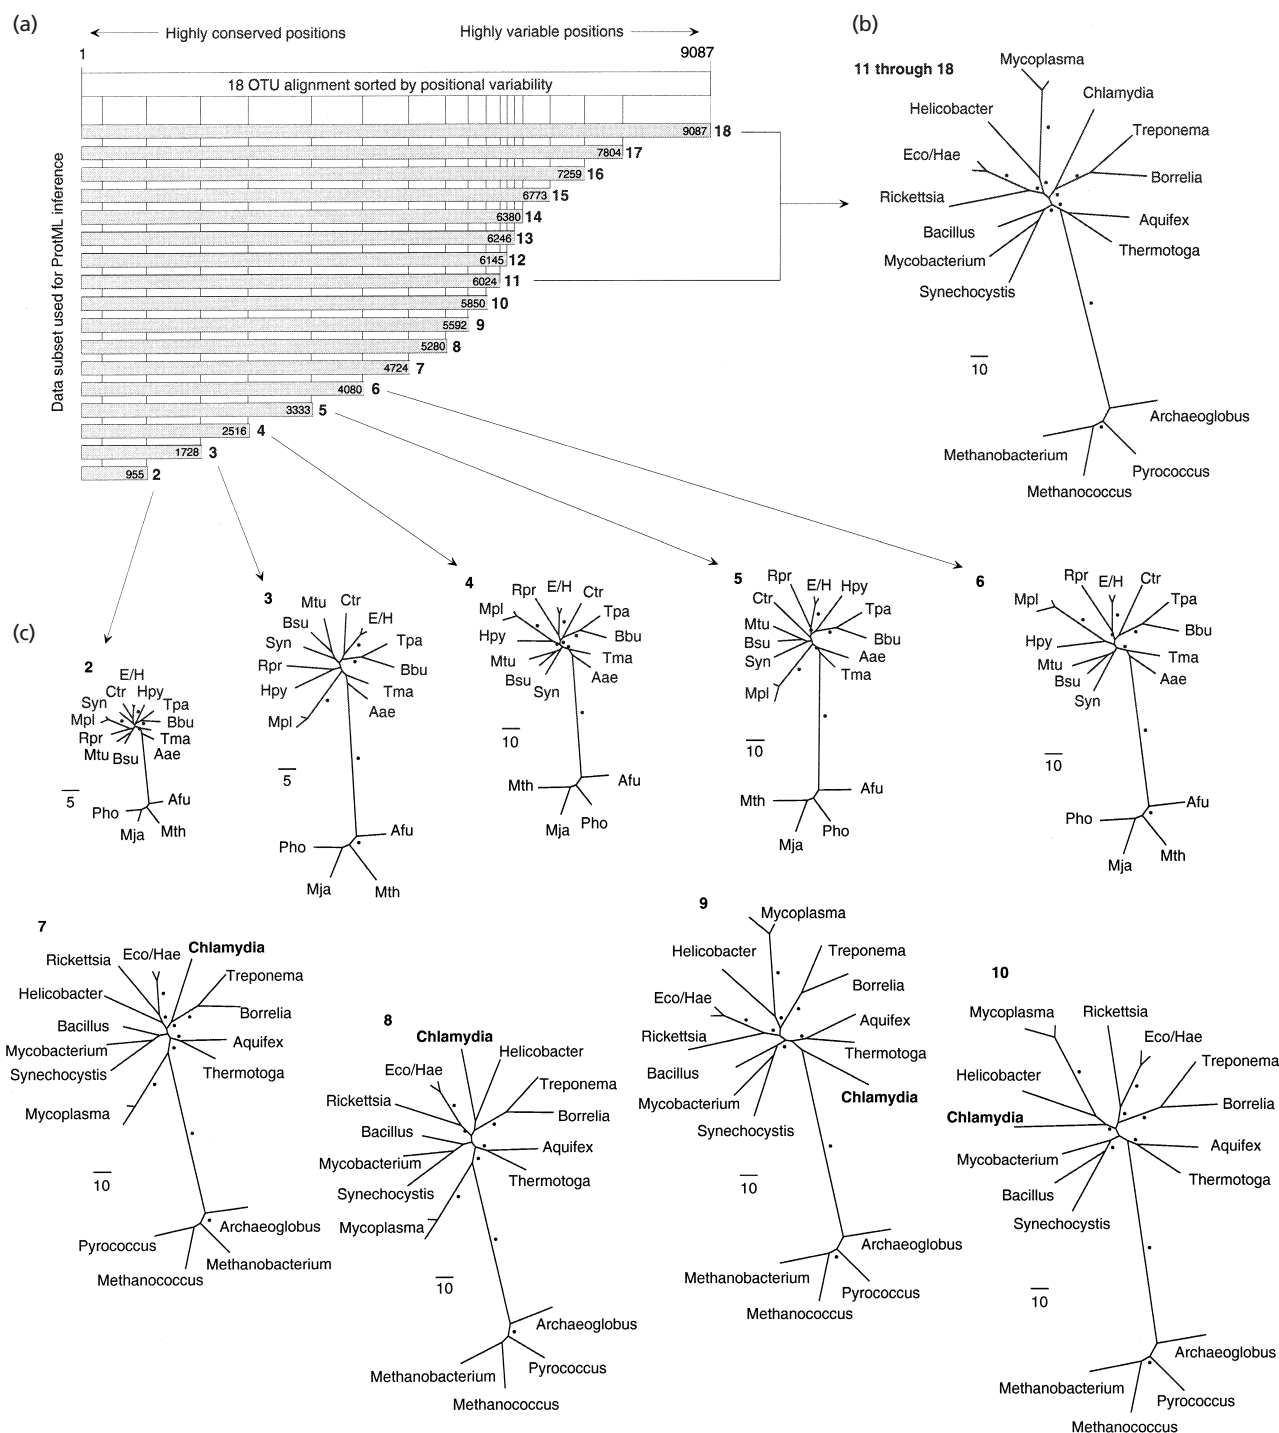 (a)
Highly conserved positions
Highly variable positions
1
9087
18 OTU alignment sorted by positional variability
Data subset used for ProtML inference
9087 18
7804 17
7259 16
6773 15
6380 14
6246 13
6145 12
6024 11
5850 10
5592 9
5280 8
4724 7
4080 6
3333 5
2516 4
1728 3
955 2
(b)
11 through 18
Mycoplasma
Chlamydia
Helicobacter
Treponema
Eco/Hae
Borrelia
Rickettsia
Aquifex
Bacillus
Thermotoga
Mycobacterium
Synechocystis
10
Archaeoglobus
Methanobacterium
Pyrococcus
Methanococcus
(c)
2
E/H
Ctr
Hpy
Syn
Tpa
Mpl
Bbu
Rpr
Tma
Mtu
Bsu
Aae
5
Afu
Pho
Mja
Mth
3
Mtu
Ctr
Bsu
E/H
Syn
Tpa
Rpr
Bbu
Hpy
Tma
Mpl
Aae
5
Afu
Pho
Mja
Mth
4
Rpr
E/H
Ctr
Mpl
Tpa
Hpy
Bbu
Mtu
Tma
Bsu
Aae
Syn
10
Mth
Afu
Mja
Pho
5
Rpr
E/H
Hpy
Ctr
Tpa
Mtu
Bbu
Bsu
Aae
Syn
Tma
Mpl
10
Mth
Afu
Mja
Pho
6
Rpr
E/H
Ctr
Mpl
Tpa
Hpy
Bbu
Mtu
Tma
Bsu
Aae
Syn
10
Pho
Afu
Mja
Mth
7
Rickettsia
Eco/Hae
Chlamydia
Treponema
Helicobacter
Borrelia
Bacillus
Aquifex
Mycobacterium
Synechocystis
Thermotoga
Mycoplasma
10
Archaeoglobus
Pyrococcus
Methanobacterium
Methanococcus
8
Chlamydia
Helicobacter
Eco/Hae
Treponema
Rickettsia
Borrelia
Bacillus
Aquifex
Mycobacterium
Thermotoga
Synechocystis
Mycoplasma
10
Archaeoglobus
Methanobacterium
Pyrococcus
Methanococcus
9
Mycoplasma
Helicobacter
Treponema
Borrelia
Eco/Hae
Aquifex
Rickettsia
Thermotoga
Bacillus
Chlamydia
Mycobacterium
Synechocystis
10
Archaeoglobus
Methanobacterium
Pyrococcus
Methanococcus
10
Mycoplasma
Rickettsia
Eco/Hae
Treponema
Helicobacter
Borrelia
Chlamydia
Aquifex
Mycobacterium
Thermotoga
Bacillus
Synechocystis
10
Archaeoglobus
Methanobacterium
Pyrococcus
Methanococcus